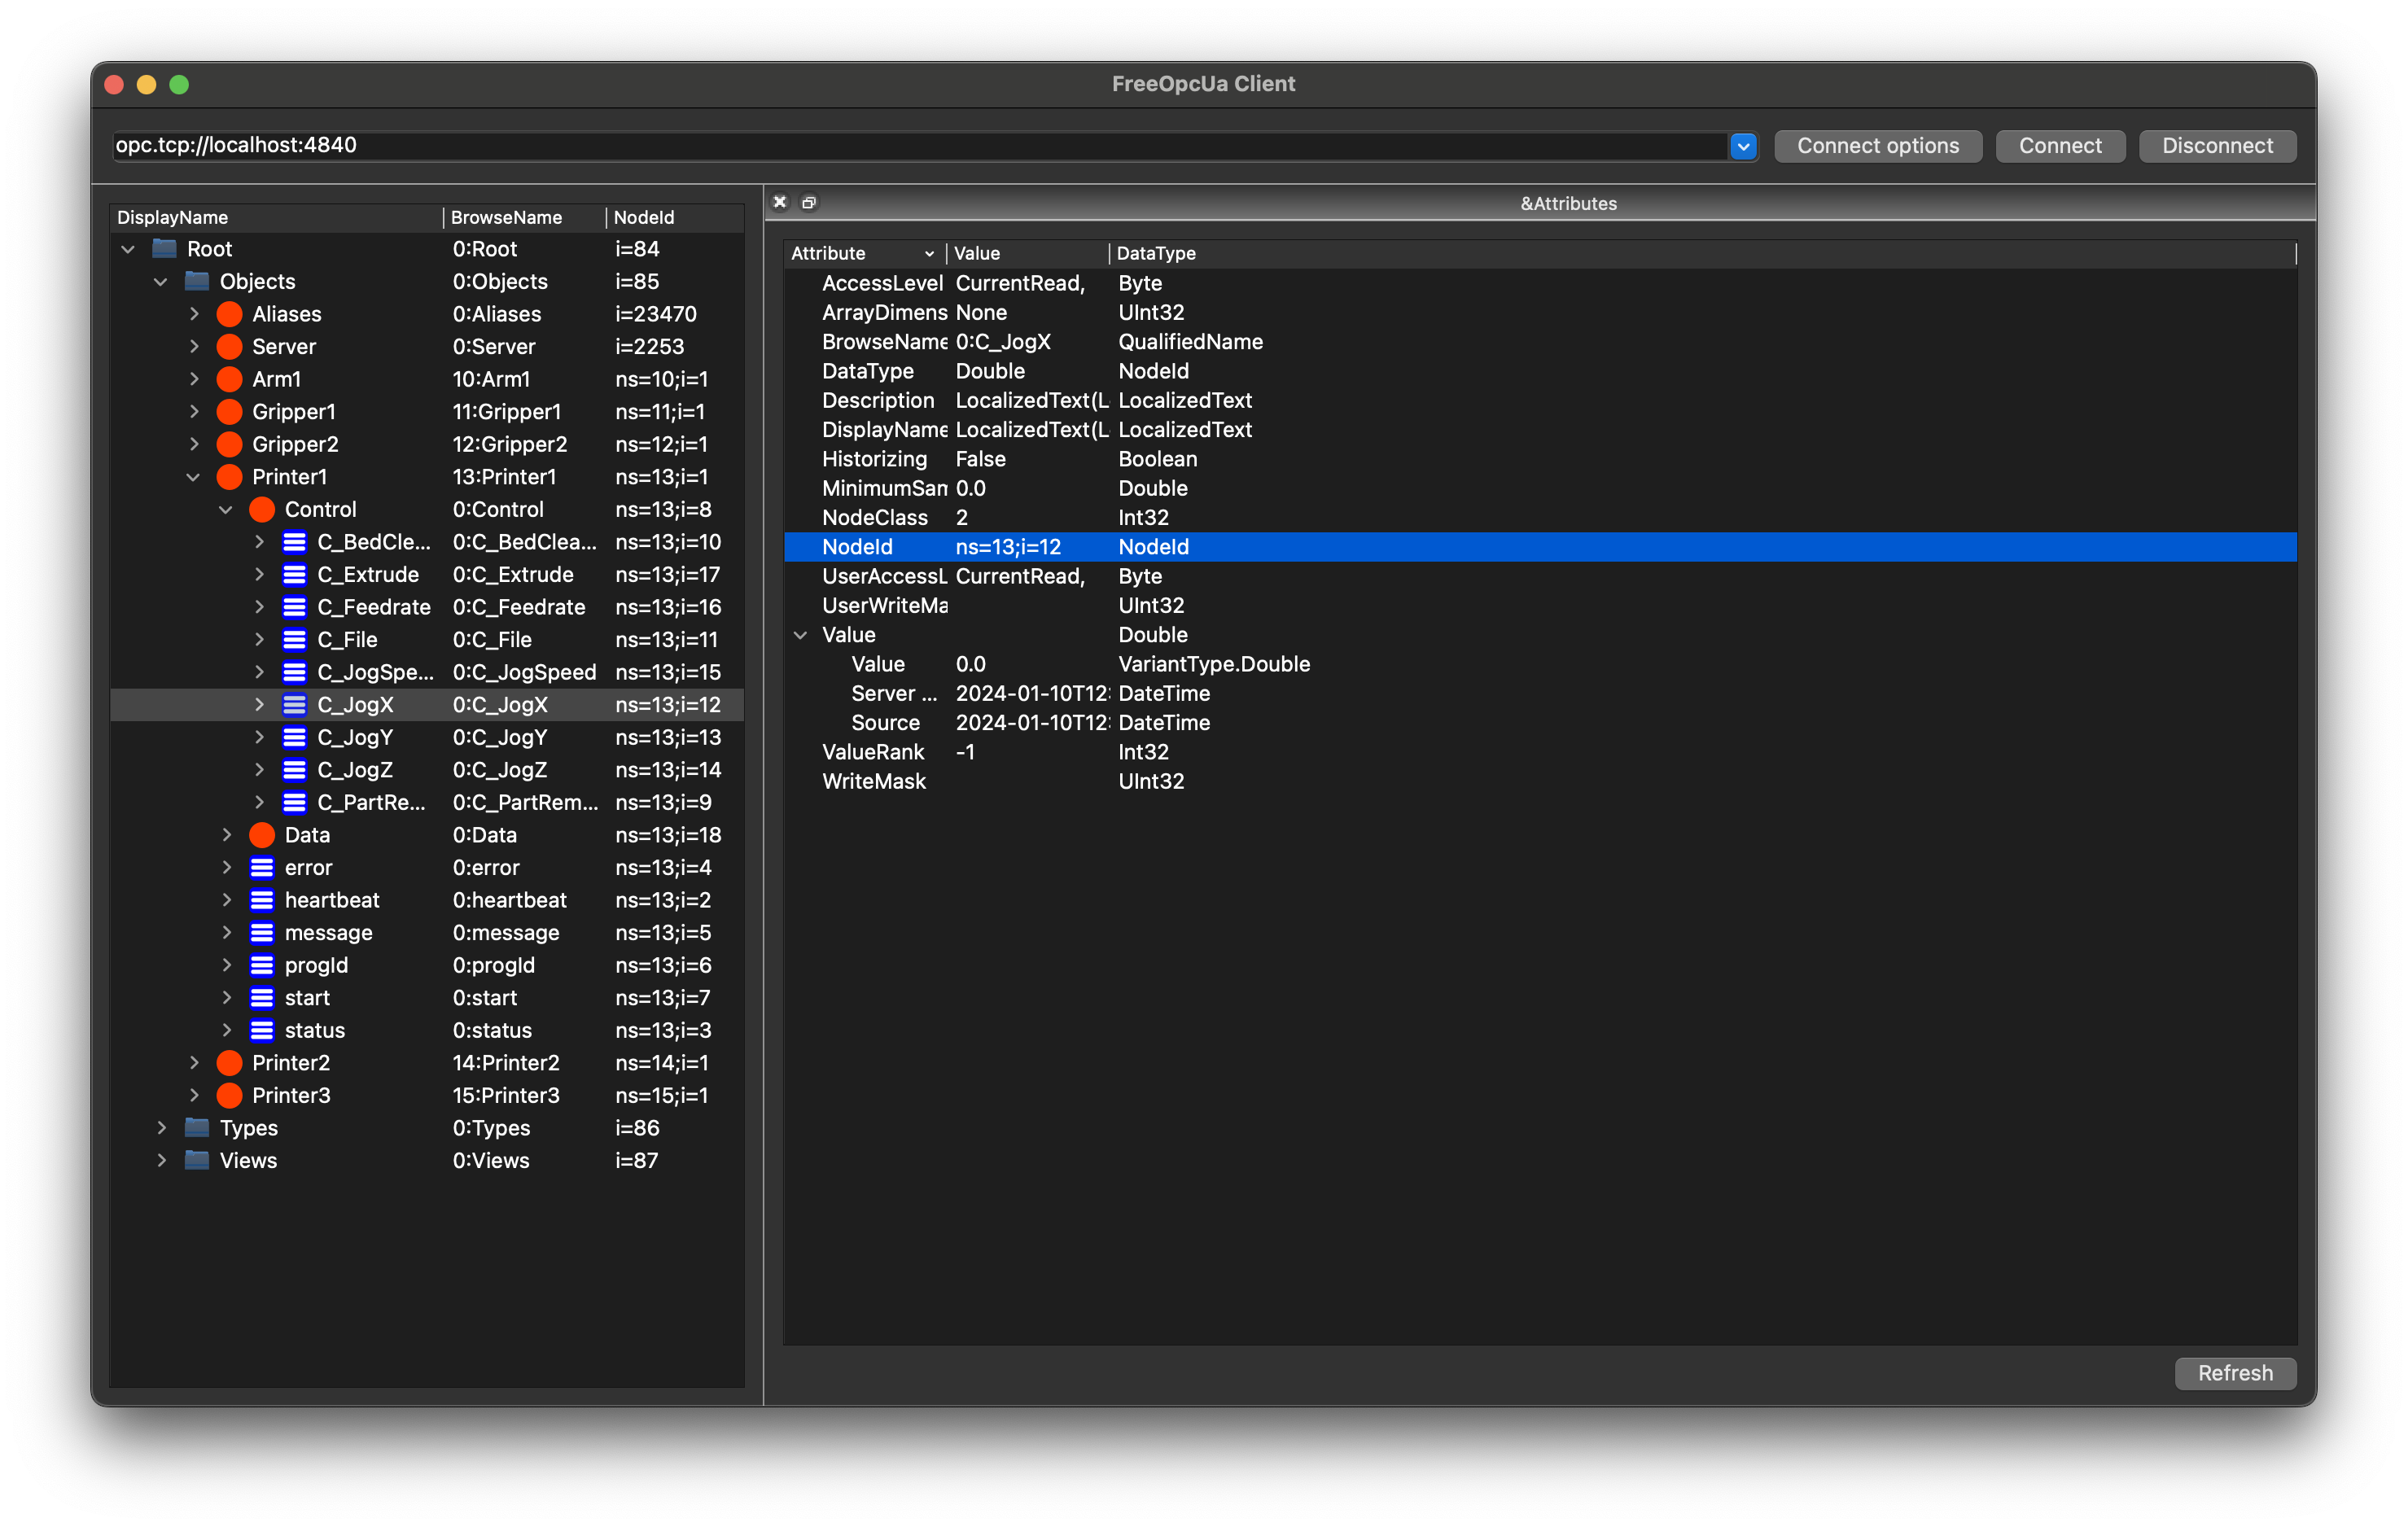 FreeOpcUa Client
opc.tcp://localhost:4840
Connect options
Connect
Disconnect
DisplayName BrowseName NodeId
Root 0:Root i=84
Objects 0:Objects i=85
Aliases 0:Aliases i=23470
Server 0:Server i=2253
Arm1 10:Arm1 ns=10;i=1
Gripper1 11:Gripper1 ns=11;i=1
Gripper2 12:Gripper2 ns=12;i=1
Printer1 13:Printer1 ns=13;i=1
Control 0:Control ns=13;i=8
C_BedCle... 0:C_BedClea... ns=13;i=10
C_Extrude 0:C_Extrude ns=13;i=17
C_Feedrate 0:C_Feedrate ns=13;i=16
C_File 0:C_File ns=13;i=11
C_JogSpe... 0:C_JogSpeed ns=13;i=15
C_JogX 0:C_JogX ns=13;i=12
C_JogY 0:C_JogY ns=13;i=13
C_JogZ 0:C_JogZ ns=13;i=14
C_PartRe... 0:C_PartRem... ns=13;i=9
Data 0:Data ns=13;i=18
error 0:error ns=13;i=4
heartbeat 0:heartbeat ns=13;i=2
message 0:message ns=13;i=5
progId 0:progId ns=13;i=6
start 0:start ns=13;i=7
status 0:status ns=13;i=3
Printer2 14:Printer2 ns=14;i=1
Printer3 15:Printer3 ns=15;i=1
Types 0:Types i=86
Views 0:Views i=87
&Attributes
Attribute Value DataType
AccessLevel CurrentRead, Byte
ArrayDimens None UInt32
BrowseName 0:C_JogX QualifiedName
DataType Double NodeId
Description LocalizedText(L LocalizedText
DisplayName LocalizedText(L LocalizedText
Historizing False Boolean
MinimumSam 0.0 Double
NodeClass 2 Int32
NodeId ns=13;i=12 NodeId
UserAccessL CurrentRead, Byte
UserWriteMa UInt32
Value Double
Value 0.0 VariantType.Double
Server ... 2024-01-10T12: DateTime
Source 2024-01-10T12: DateTime
ValueRank -1 Int32
WriteMask UInt32
Refresh